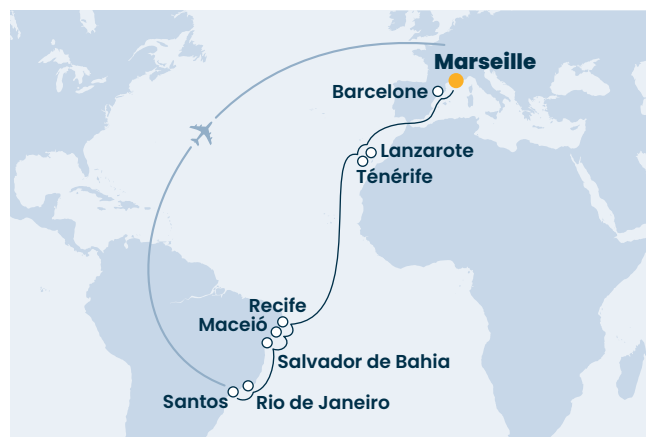 Marseille
Barcelone
Lanzarote
Ténérife
Recife
Maceió
Salvador de Bahia
Santos
Rio de Janeiro